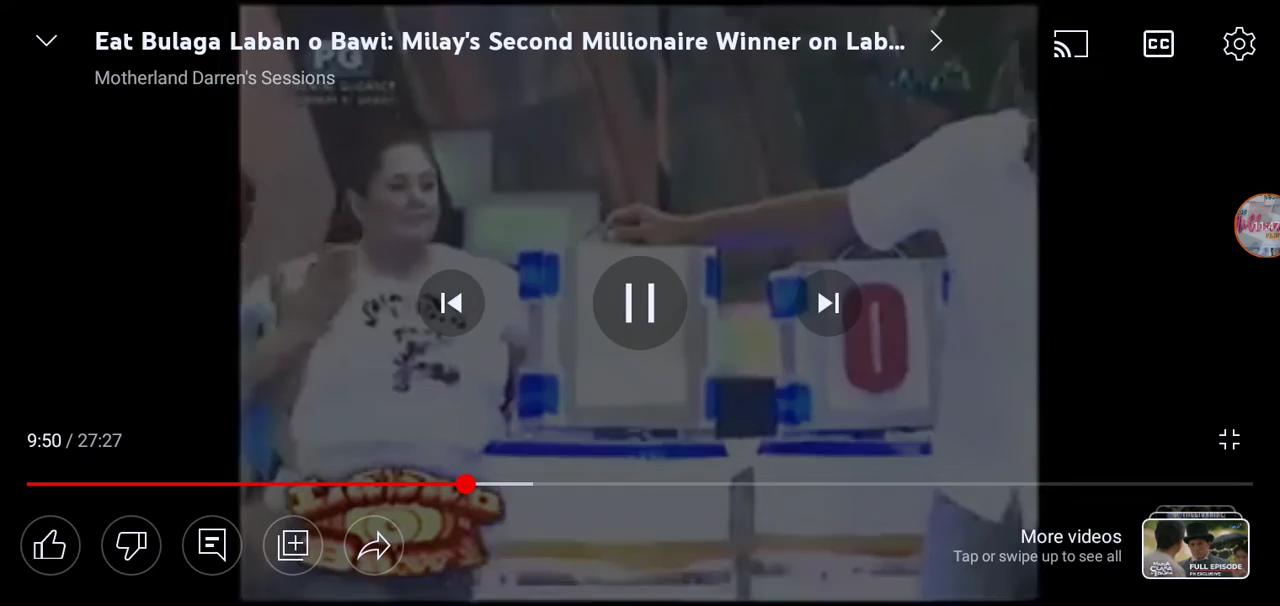 Eat Bulaga Laban o Bawi: Milay's Second Millionaire Winner on Lab...
Motherland Darren's Sessions
PG
CC
0
9:50 / 27:27
More videos
Tap or swipe up to see all
FULL EPISODE